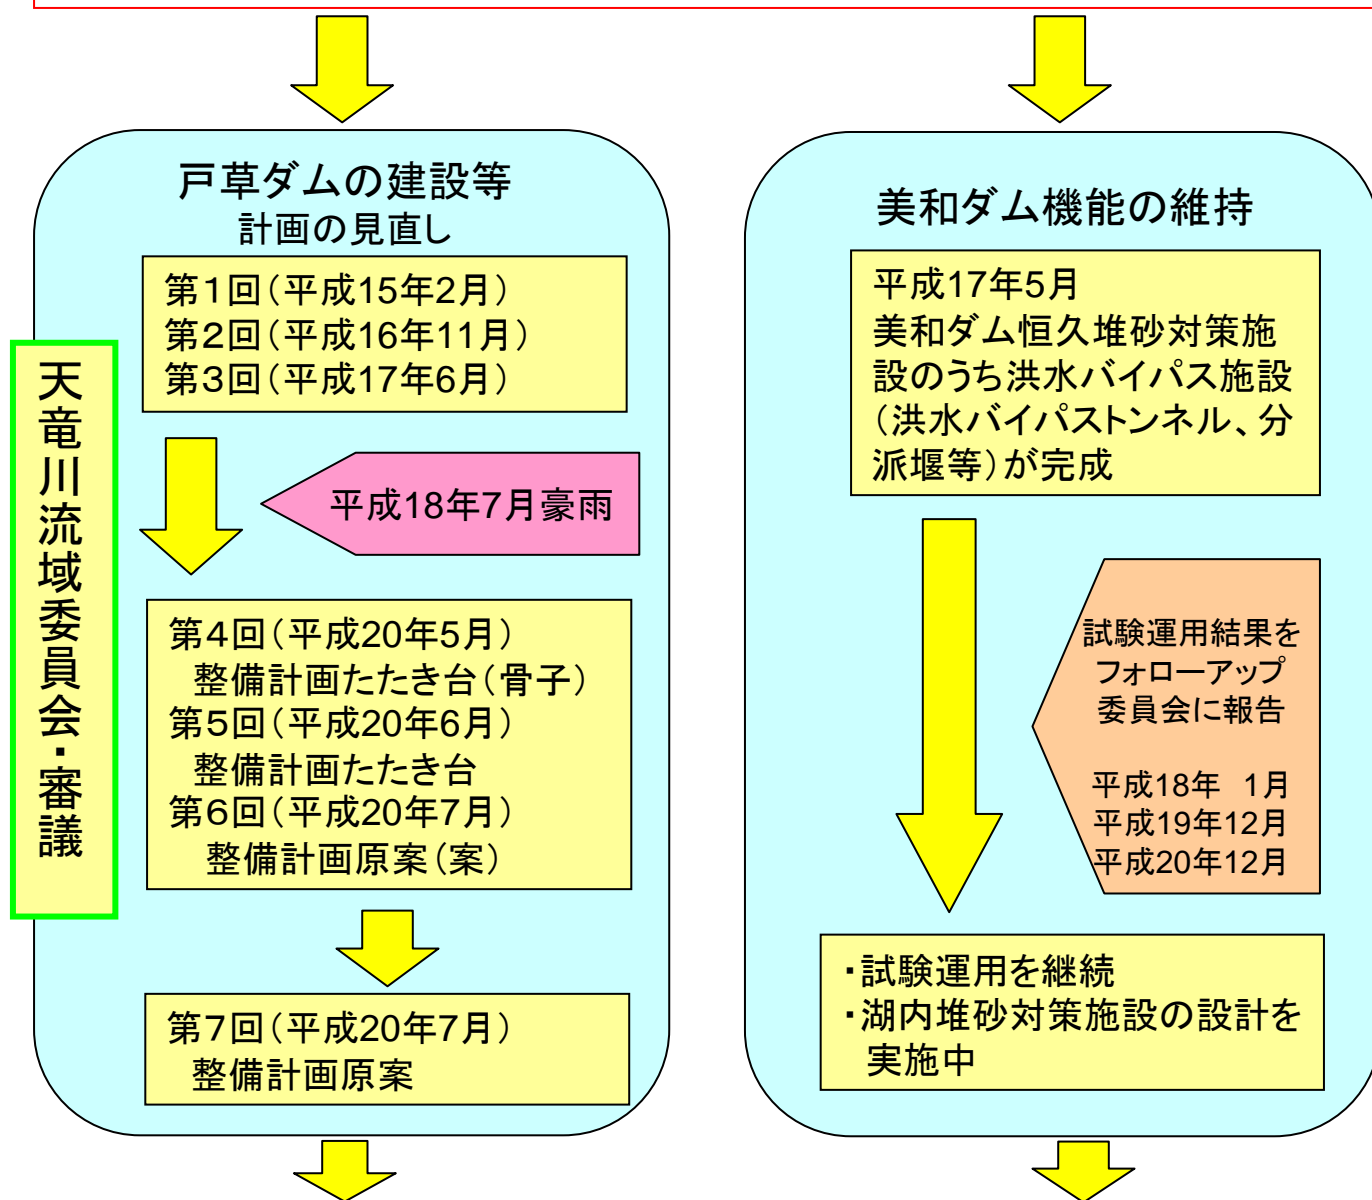 戸草ダムの建設等
計画の見直し
第1回(平成15年2月)
第2回(平成16年11月)
第3回(平成17年6月)
天竜川流域委員会・審議
平成18年7月豪雨
第4回(平成20年5月)
整備計画たたき台(骨子)
第5回(平成20年6月)
整備計画たたき台
第6回(平成20年7月)
整備計画原案(案)
第7回(平成20年7月)
整備計画原案
美和ダム機能の維持
平成17年5月
美和ダム恒久堆砂対策施
設のうち洪水バイパス施設
(洪水バイパストンネル、分
派堰等)が完成
試験運用結果を
フォローアップ
委員会に報告
平成18年 1月
平成19年12月
平成20年12月
・試験運用を継続
・湖内堆砂対策施設の設計を
実施中